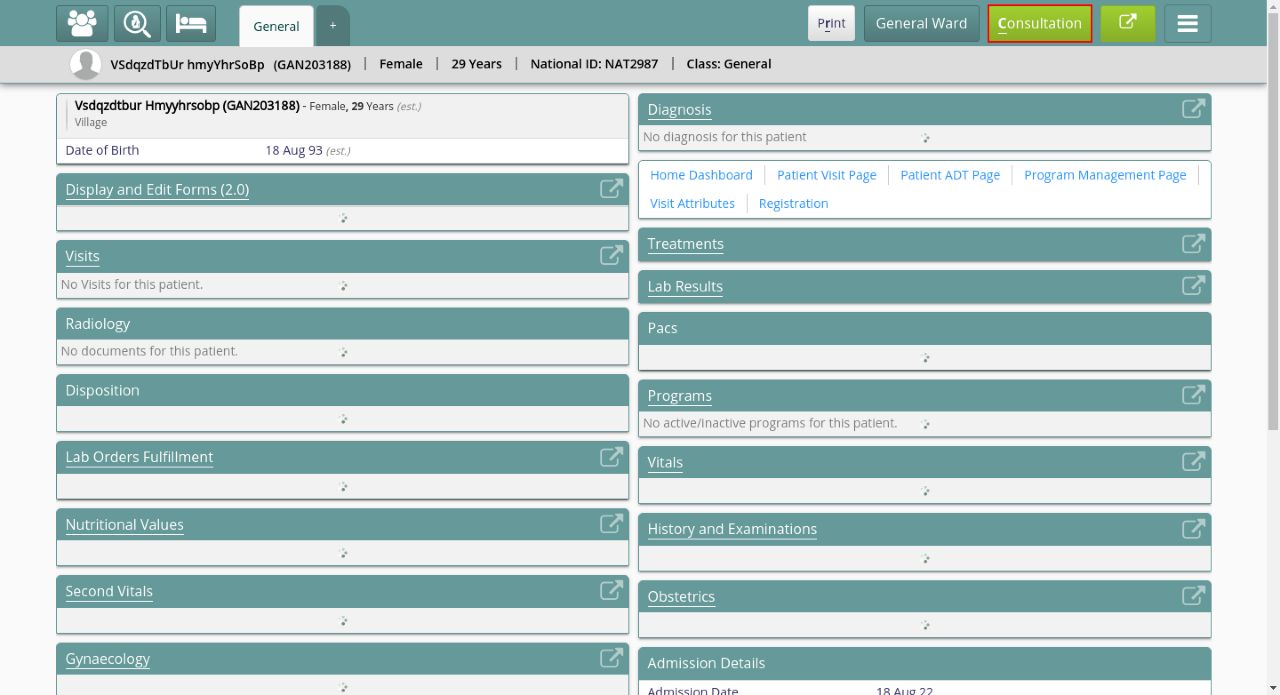 General
+
Print
General Ward
Consultation
VSdqzdTbUr hmyYhrSoBp (GAN203188) | Female | 29 Years | National ID: NAT2987 | Class: General
Vsdqzdtbur Hmyyhrsobp (GAN203188) - Female, 29 Years (est.)
Village
Date of Birth 18 Aug 93 (est.)
Display and Edit Forms (2.0)
Visits
No Visits for this patient.
Radiology
No documents for this patient.
Disposition
Lab Orders Fulfillment
Nutritional Values
Second Vitals
Gynaecology
Diagnosis
No diagnosis for this patient
Home Dashboard | Patient Visit Page | Patient ADT Page | Program Management Page |
Visit Attributes | Registration
Treatments
Lab Results
Pacs
Programs
No active/inactive programs for this patient.
Vitals
History and Examinations
Obstetrics
Admission Details
Admission Date 18 Aug 22